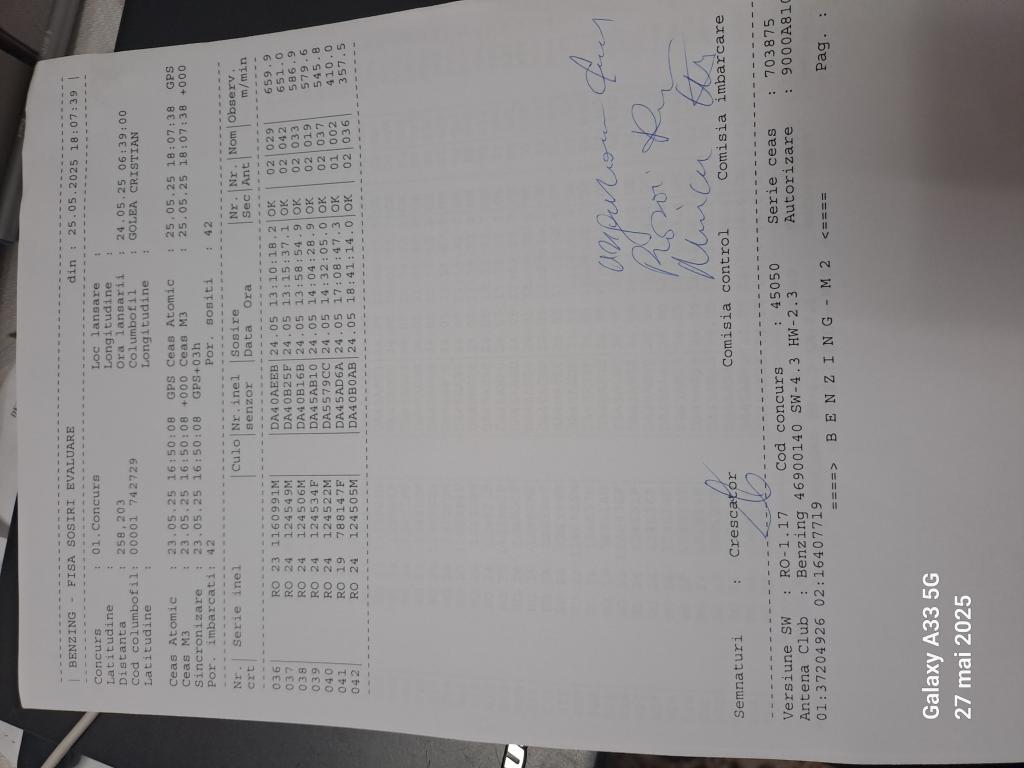 | BENZING - FISA SOSIRI EVALUARE din : 25.05.2025 18:07:39 |
Concurs : 01.Concurs Loc lansare :
Latitudine : Longitudine :
Distanta : 258,203 Ora lansarii : 24.05.25 06:39:00
Cod columbofil: 00001 742729 Columbofil : GOLEA CRISTIAN
Latitudine : Longitudine :
Ceas Atomic : 23.05.25 16:50:08 GPS Ceas Atomic : 25.05.25 18:07:38 GPS
Ceas M3 : 23.05.25 16:50:08 +000 Ceas M3 : 25.05.25 18:07:38 +000
Sincronizare : 23.05.25 16:50:08 GPS+03h
Por. imbarcati: 42 Por. sositi : 42
Nr.| Serie inel Culo|Nr.inel |Sosire Nr.|Nr |Nom|Observ.
crt| |senzor |Data Ora Sec|Ant| | m/min
036 | RO 23 1160991M |DA40AEEB|24.05 13:10:18.2|OK | 02|029| 659.9
037 | RO 24 124549M |DA40B25F|24.05 13:15:37.1|OK | 02|042| 651.0
038 | RO 24 124506M |DA40B16B|24.05 13:58:54.9|OK | 02|033| 586.9
039 | RO 24 124534F |DA45AB10|24.05 14:04:28.9|OK | 02|019| 579.6
040 | RO 24 124522M |DA5579CC|24.05 14:32:05.0|OK | 02|037| 545.8
041 | RO 19 788147F |DA45AD6A|24.05 17:08:47.2|OK | 01|002| 410.0
042 | RO 24 124505M |DA40B0AB|24.05 18:41:14.0|OK | 02|036| 357.5
Semnaturi : Crescator Comisia control Comisia imbarcare
Versiune SW : RO-1.17 Cod concurs : 45050 Serie ceas : 703875
Antena Club : Benzing 46900140 SW-4.3 HW-2.3 Autorizare : 9000A810
01:37204926 02:16407719
====> B E N Z I N G - M 2 <==== Pag. :
Galaxy A33 5G
27 mai 2025